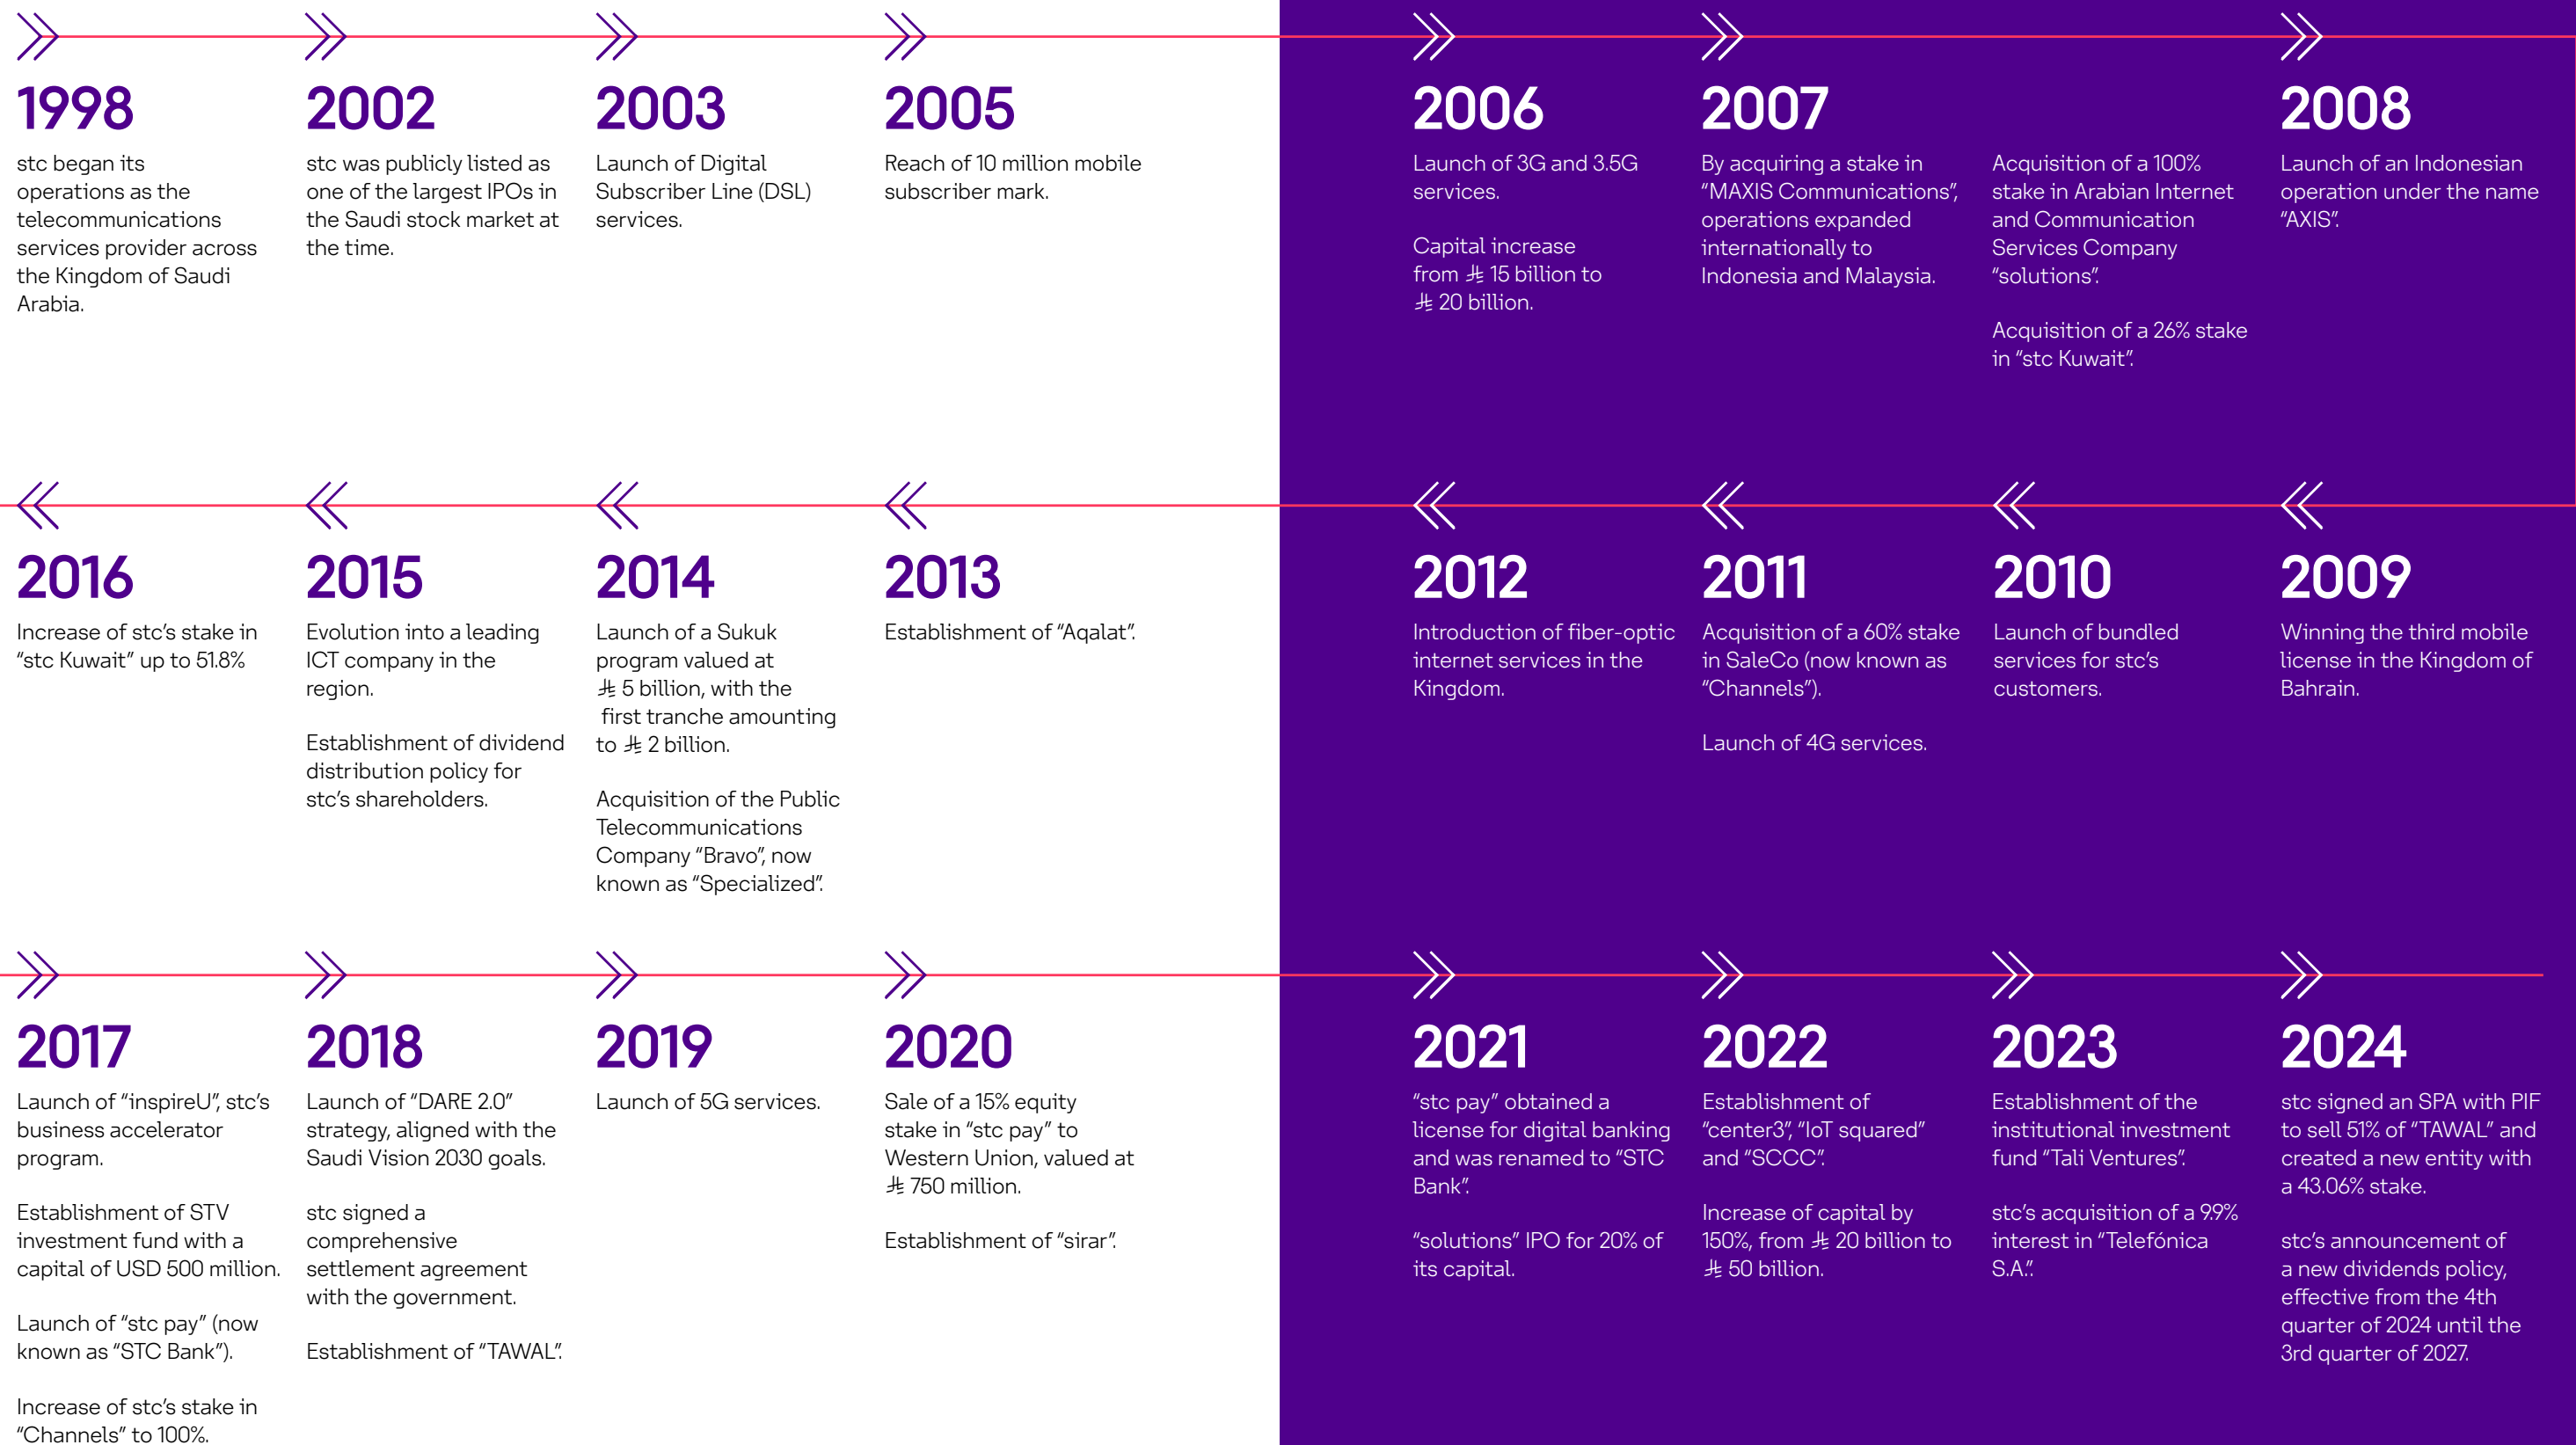 1998
stc began its
operations as the
telecommunications
services provider across
the Kingdom of Saudi
Arabia.
2002
stc was publicly listed as
one of the largest IPOs in
the Saudi stock market at
the time.
2003
Launch of Digital
Subscriber Line (DSL)
services.
2005
Reach of 10 million mobile
subscriber mark.
2006
Launch of 3G and 3.5G
services.
Capital increase
from ⃁ 15 billion to
⃁ 20 billion.
2007
By acquiring a stake in
“MAXIS Communications”,
operations expanded
internationally to
Indonesia and Malaysia.
Acquisition of a 100%
stake in Arabian Internet
and Communication
Services Company
“solutions”.
Acquisition of a 26% stake
in “stc Kuwait”.
2008
Launch of an Indonesian
operation under the name
“AXIS”.
2009
Winning the third mobile
license in the Kingdom of
Bahrain.
2010
Launch of bundled
services for stc’s
customers.
2011
Acquisition of a 60% stake
in SaleCo (now known as
“Channels”).
Launch of 4G services.
2012
Introduction of fiber-optic
internet services in the
Kingdom.
2013
Establishment of “Aqalat”.
2014
Launch of a Sukuk
program valued at
⃁ 5 billion, with the
first tranche amounting
to ⃁ 2 billion.
Acquisition of the Public
Telecommunications
Company “Bravo”, now
known as “Specialized”.
2015
Evolution into a leading
ICT company in the
region.
Establishment of dividend
distribution policy for
stc’s shareholders.
2016
Increase of stc’s stake in
“stc Kuwait” up to 51.8%
2017
Launch of “inspireU”, stc’s
business accelerator
program.
Establishment of STV
investment fund with a
capital of USD 500 million.
Launch of “stc pay” (now
known as “STC Bank”).
Increase of stc’s stake in
“Channels” to 100%.
2018
Launch of “DARE 2.0”
strategy, aligned with the
Saudi Vision 2030 goals.
stc signed a
comprehensive
settlement agreement
with the government.
Establishment of “TAWAL”.
2019
Launch of 5G services.
2020
Sale of a 15% equity
stake in “stc pay” to
Western Union, valued at
⃁ 750 million.
Establishment of “sirar”.
2021
“stc pay” obtained a
license for digital banking
and was renamed to “STC
Bank”.
“solutions” IPO for 20% of
its capital.
2022
Establishment of
“center3”, “IoT squared”
and “SCCC”.
Increase of capital by
150%, from ⃁ 20 billion to
⃁ 50 billion.
2023
Establishment of the
institutional investment
fund “Tali Ventures”.
stc’s acquisition of a 9.9%
interest in “Telefónica
S.A.”.
2024
stc signed an SPA with PIF
to sell 51% of “TAWAL” and
created a new entity with
a 43.06% stake.
stc’s announcement of
a new dividends policy,
effective from the 4th
quarter of 2024 until the
3rd quarter of 2027.